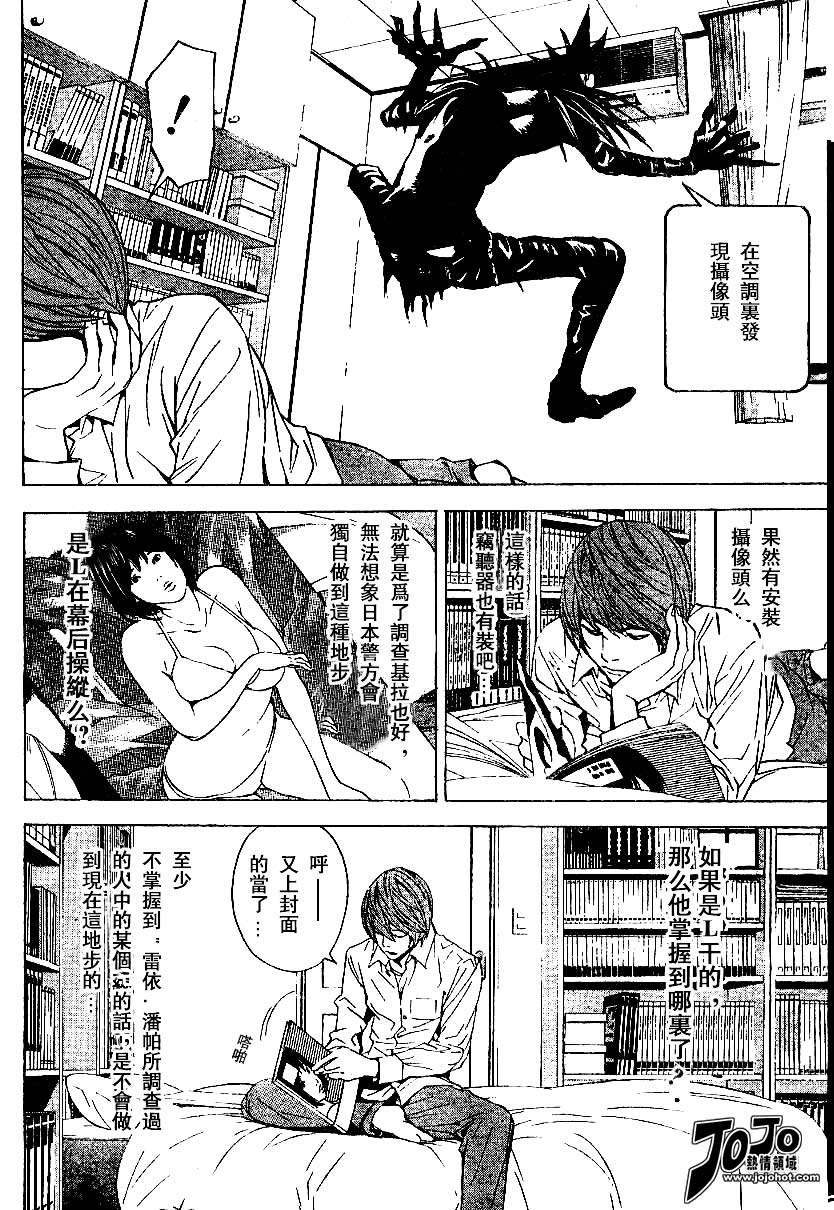 在空調裏發
現攝像頭
！
果然有安裝
攝像頭么
這樣的話
竊聽器也有裝吧…
就算是爲了調查基拉也好，
無法想象日本警方會
獨自做到這種地步
是L在幕后操縱么？
如果是L干的，
那么他掌握到哪裏了？
呼——
又上封面
的當了…
嗒啪
至少
不掌握到"雷依．潘帕所調查過
的人中的某個…的話"是不會做
到現在這地步的…
JOJO
熱情領域
www.jojohot.com